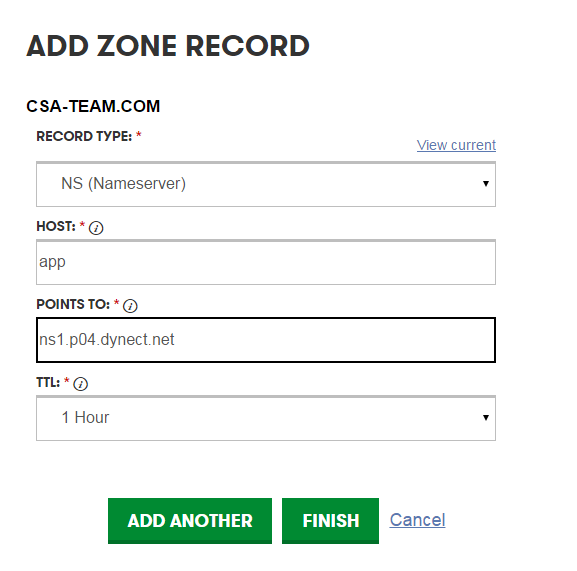 ADD ZONE RECORD
CSA-TEAM.COM
RECORD TYPE: *
View current
NS (Nameserver)
HOST: * i
app
POINTS TO: * i
ns1.p04.dynect.net
TTL: * i
1 Hour
ADD ANOTHER
FINISH
Cancel